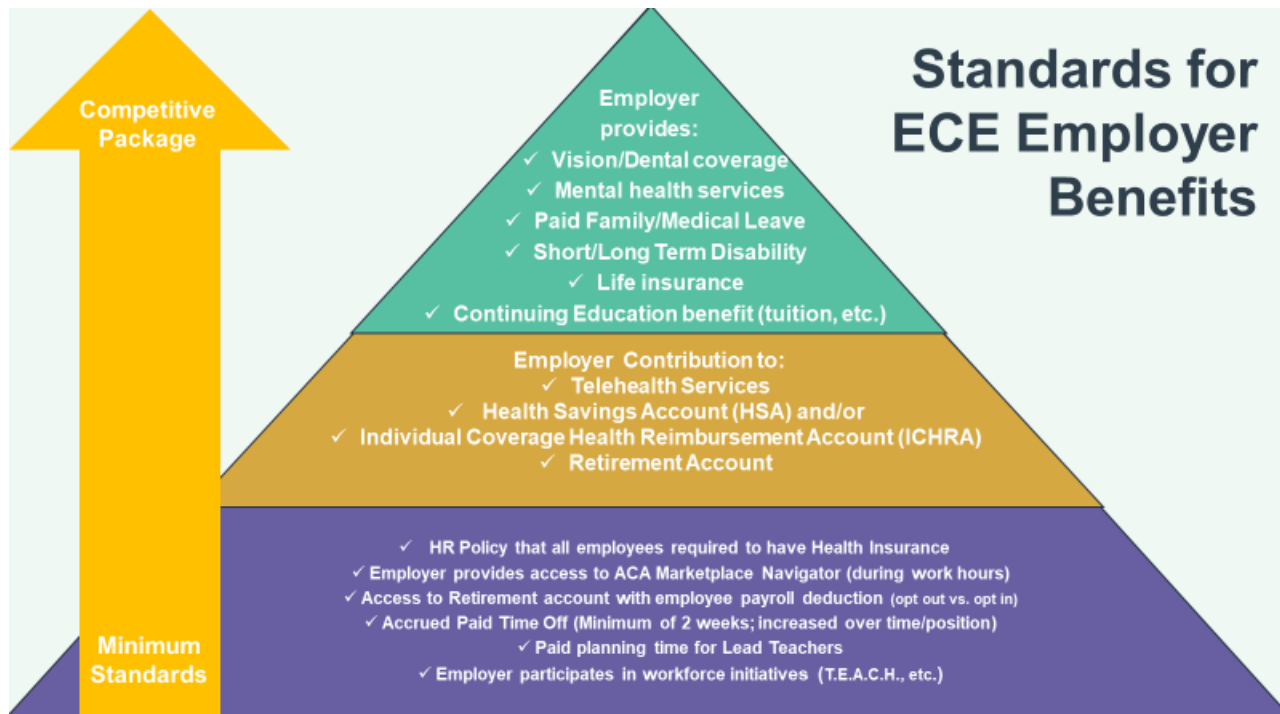 Standards for
ECE Employer
Benefits
Competitive
Package
Minimum
Standards
Employer
provides:
✓ Vision/Dental coverage
✓ Mental health services
✓ Paid Family/Medical Leave
✓ Short/Long Term Disability
✓ Life insurance
✓ Continuing Education benefit (tuition, etc.)
Employer Contribution to:
✓ Telehealth Services
✓ Health Savings Account (HSA) and/or
✓ Individual Coverage Health Reimbursement Account (ICHRA)
✓ Retirement Account
✓ HR Policy that all employees required to have Health Insurance
✓ Employer provides access to ACA Marketplace Navigator (during work hours)
✓ Access to Retirement account with employee payroll deduction (opt out vs. opt in)
✓ Accrued Paid Time Off (Minimum of 2 weeks; increased over time/position)
✓ Paid planning time for Lead Teachers
✓ Employer participates in workforce initiatives (T.E.A.C.H., etc.)